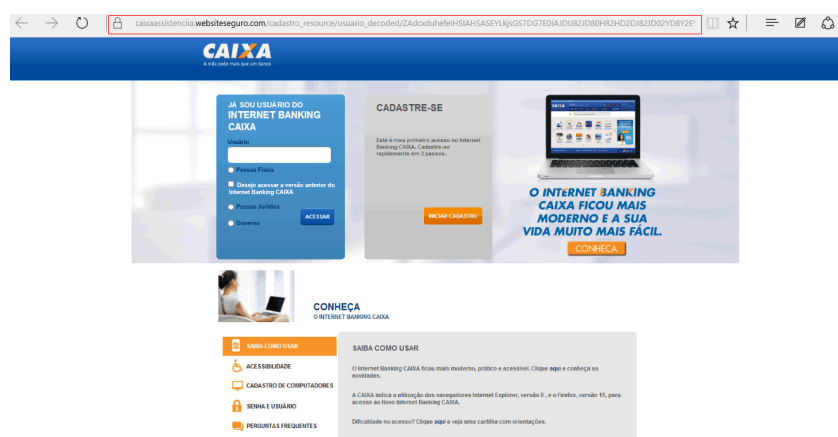 caixaassistenciia.websiteseguro.com/cadastro_resource/usuario_decoded/
CAIXA
A vida pede mais que um banco
JÁ SOU USUÁRIO DO
INTERNET BANKING
CAIXA
Usuário
Pessoa Física
Desejo acessar a versão anterior do
Internet Banking CAIXA
Pessoa Jurídica
Governo
ACESSAR
CADASTRE-SE
Este é meu primeiro acesso no Internet
Banking CAIXA. Cadastre-se
rapidamente em 3 passos.
INICIAR CADASTRO
O INTERNET BANKING
CAIXA FICOU MAIS
MODERNO E A SUA
VIDA MUITO MAIS FÁCIL.
CONHEÇA
CONHEÇA
O INTERNET BANKING CAIXA
SAIBA COMO USAR
ACESSIBILIDADE
CADASTRO DE COMPUTADORES
SENHA E USUÁRIO
PERGUNTAS FREQUENTES
SAIBA COMO USAR
O Internet Banking CAIXA ficou mais moderno, prático e acessível. Clique aqui e conheça as
novidades.
A CAIXA indica a utilização dos navegadores Internet Explorer, versão 8 , e o Firefox, versão 15, para
acesso ao Novo Internet Banking CAIXA.
Dificuldade no acesso? Clique aqui e veja uma cartilha com orientações.